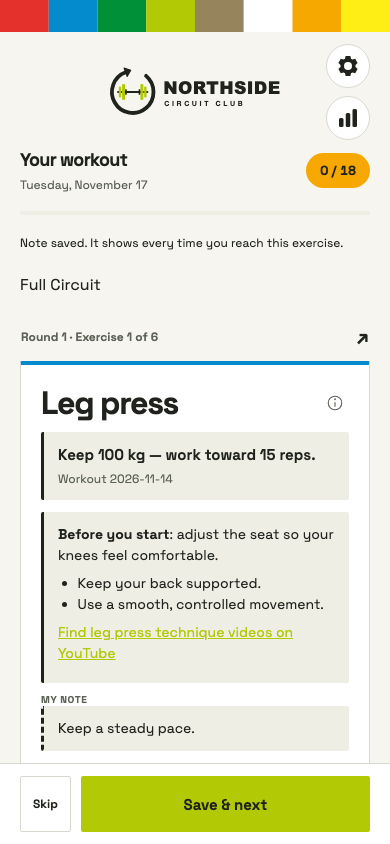 NORTHSIDE
CIRCUIT CLUB
Your workout
Tuesday, November 17
0 / 18
Note saved. It shows every time you reach this exercise.
Full Circuit
Round 1 · Exercise 1 of 6
Leg press
Keep 100 kg — work toward 15 reps.
Workout 2026-11-14
Before you start: adjust the seat so your
knees feel comfortable.
• Keep your back supported.
• Use a smooth, controlled movement.
Find leg press technique videos on
YouTube
MY NOTE
Keep a steady pace.
Skip
Save & next